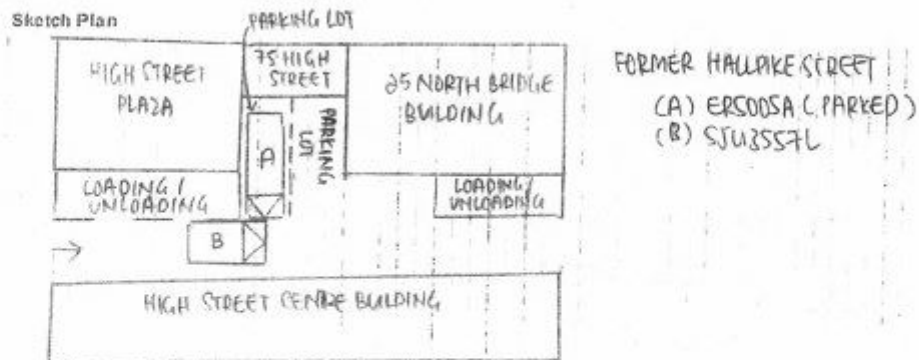 Sketch Plan
PARKING LOT
HIGH STREET
PLAZA
75 HIGH
STREET
25 NORTH BRIDGE
BUILDING
PARKING
LOT
A
LOADING /
UNLOADING
LOADING/
UNLOADING
B
HIGH STREET CENTRE BUILDING
FORMER HALLPIKE STREET
(A) ER5005A (PARKED)
(B) SJU3557L